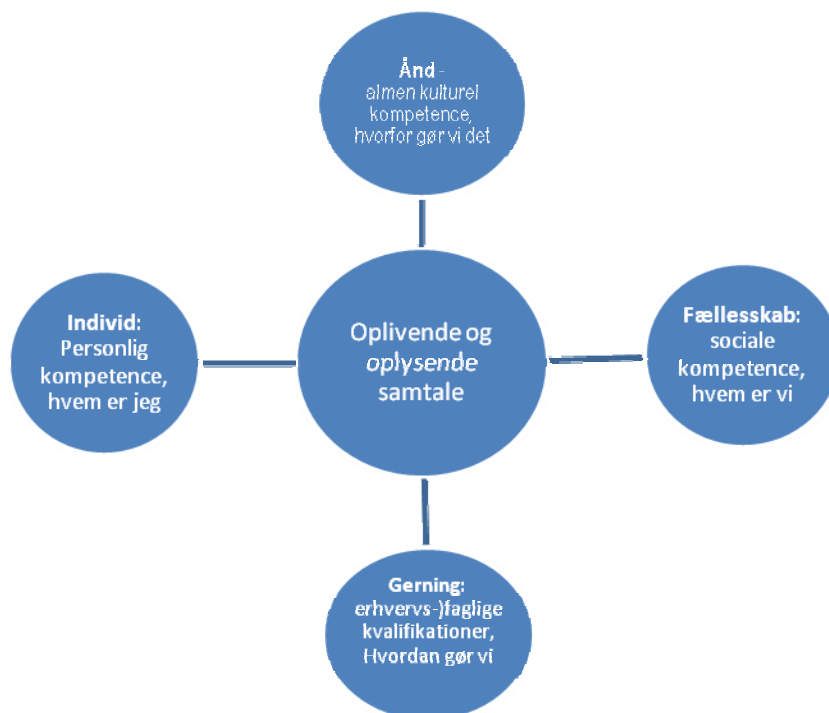 Ånd -
almen kulturel
kompetence,
hvorfor gør vi det
Individ:
Personlig
kompetence,
hvem er jeg
Oplivende og
oplysende
samtale
Fællesskab:
sociale
kompetence,
hvem er vi
Gerning:
erhvervs-)faglige
kvalifikationer,
Hvordan gør vi